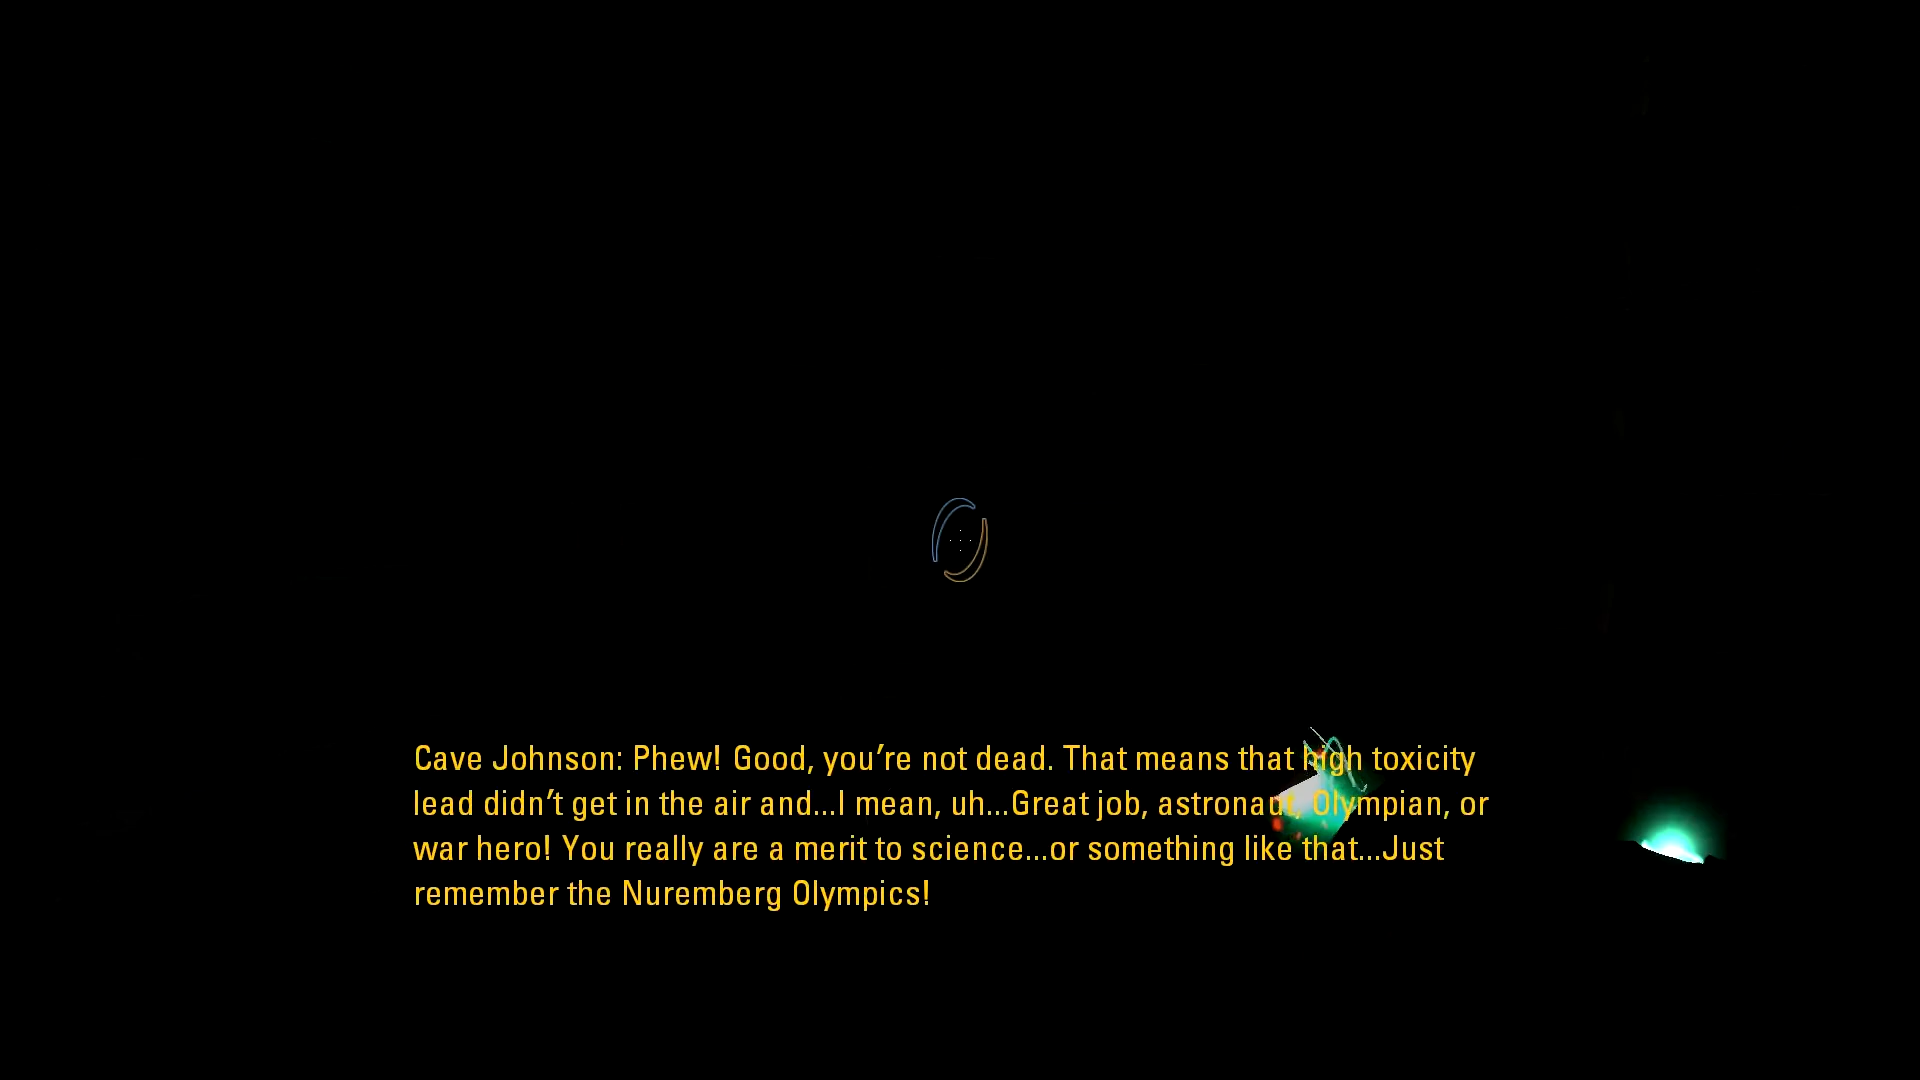 Cave Johnson: Phew! Good, you're not dead. That means that high toxicity
lead didn't get in the air and...I mean, uh...Great job, astronaut, Olympian, or
war hero! You really are a merit to science...or something like that...Just
remember the Nuremberg Olympics!